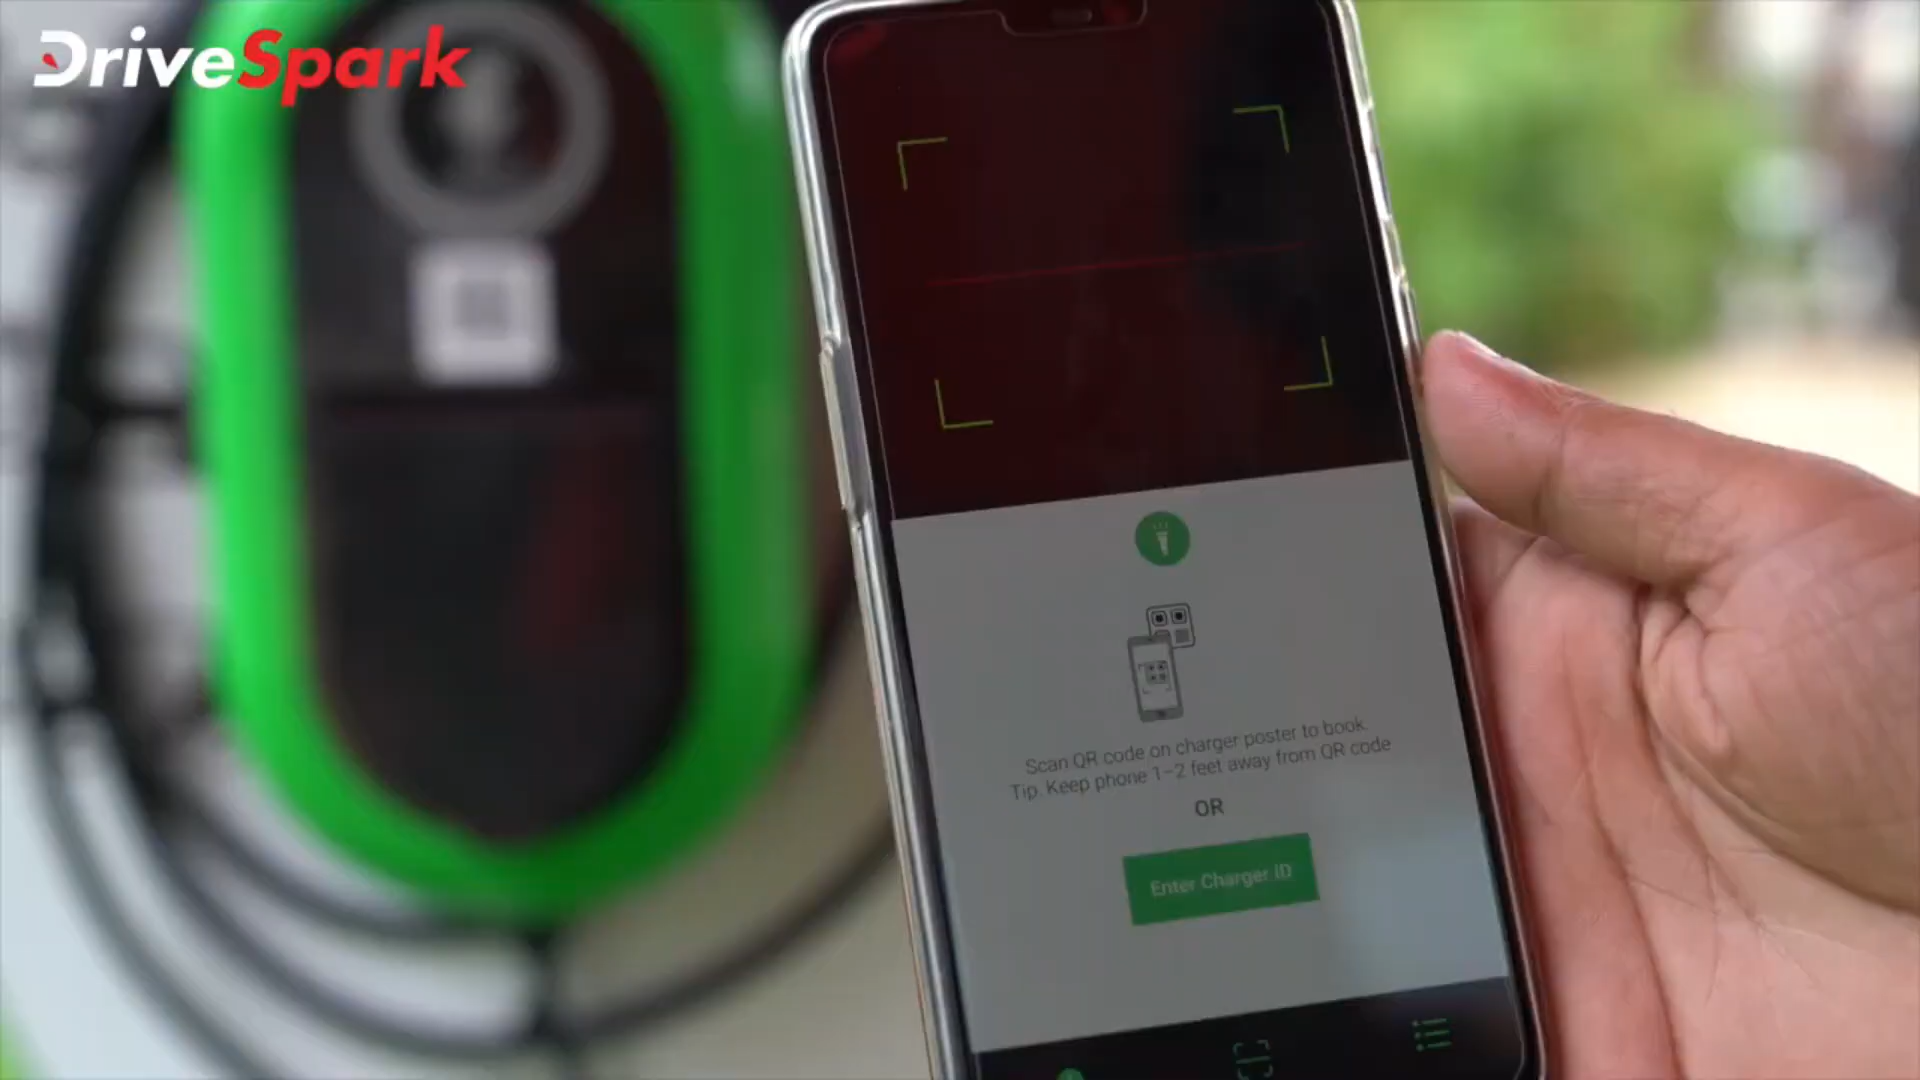 DriveSpark
Scan QR code on charger poster to book.
Tip. Keep phone 1-2 feet away from QR code
OR
Enter Charger ID